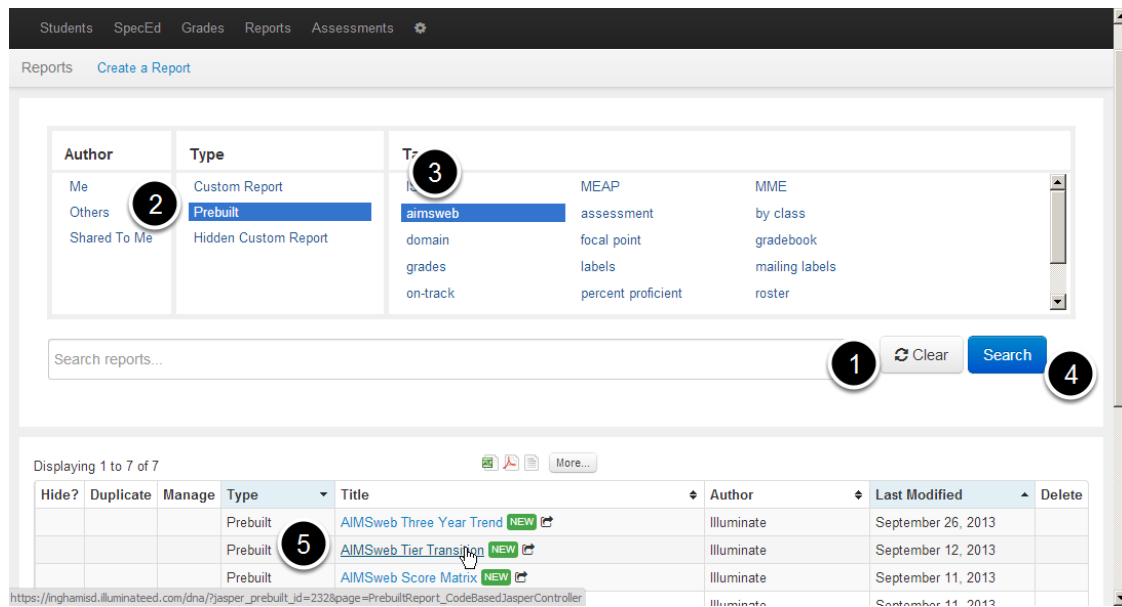 Students SpecEd Grades Reports Assessments
Reports Create a Report
Author Type
3
Me Custom Report MEAP MME
2
Others Prebuilt aimsweb assessment by class
Shared To Me Hidden Custom Report domain focal point gradebook
grades labels mailing labels
on-track percent proficient roster
Search reports... 1 Clear Search 4
Displaying 1 to 7 of 7 More...
Hide? Duplicate Manage Type Title Author Last Modified Delete
Prebuilt AIMSweb Three Year Trend NEW Illuminate September 26, 2013
Prebuilt 5 AIMSweb Tier Transition NEW Illuminate September 12, 2013
Prebuilt AIMSweb Score Matrix NEW Illuminate September 11, 2013
https://inghamisd.illuminateed.com/dna/?jasper_prebuilt_id=232&page=PrebuiltReport_CodeBasedJasperController
Illuminate September 11, 2013